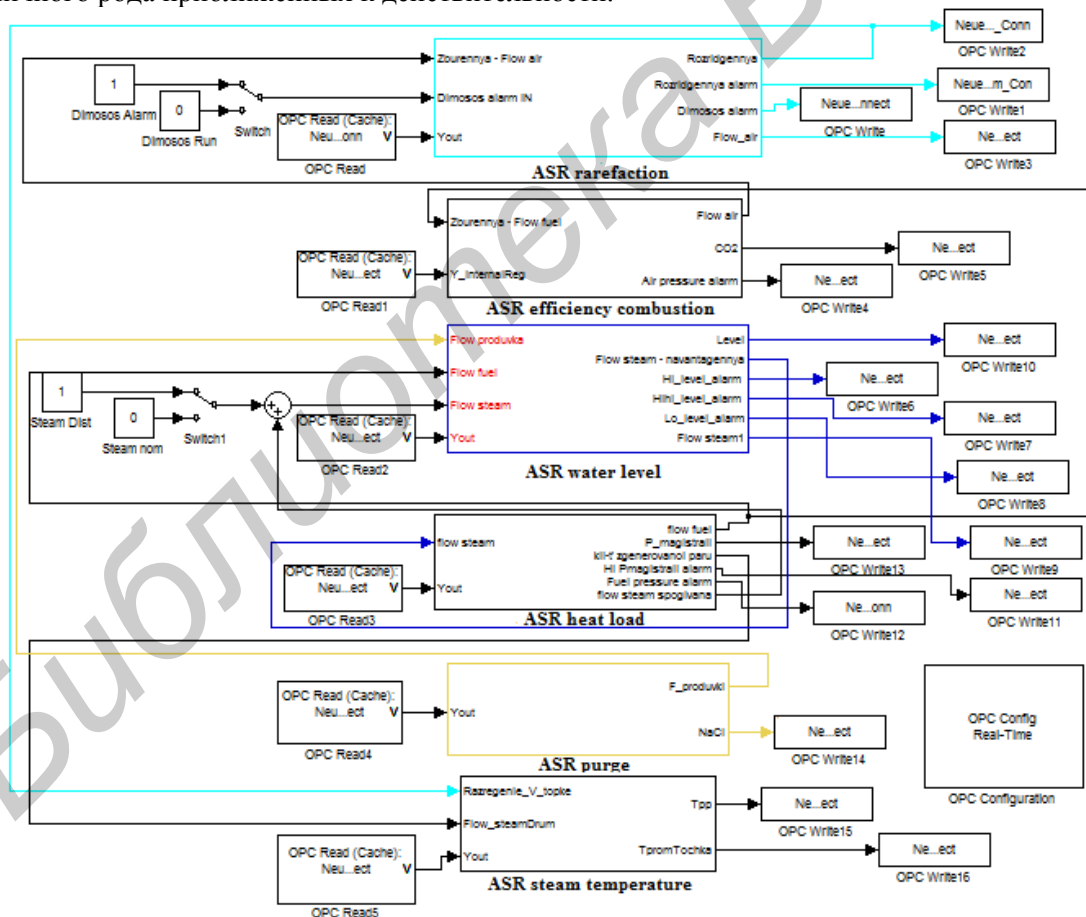 рода приближенных к действительности.
Neue..._Conn
OPC Write2
Zbourennya - Flow air
Rozridgennya
1
Dimosos Alarm
Rozridgennya alarm
Neue...m_Con
OPC Write1
Dimosos alarm IN
0
Dimosos Run
Switch
Dimosos alarm
Neue...nnect
OPC Write
OPC Read (Cache):
Neu...onn V
OPC Read
Yout
Flow_air
Ne...ect
OPC Write3
ASR rarefaction
Zbourennya - Flow fuel
Flow air
CO2
Ne...ect
OPC Write5
OPC Read (Cache):
Neu...ect V
OPC Read1
Y_InternalReg
Air pressure alarm
Ne...ect
OPC Write4
ASR efficiency combustion
Flow produvka
Level
Ne...ect
OPC Write10
Flow steam - navantagennya
Flow fuel
Hi_level_alarm
Ne...ect
OPC Write6
1
Steam Dist
Flow steam
Hihi_level_alarm
Ne...ect
OPC Write7
0
Steam nom
Switch1
OPC Read (Cache):
Neu...ect V
OPC Read2
Lo_level_alarm
Yout
Flow steam1
ASR water level
Ne...ect
OPC Write8
flow steam
flow fuel
P_magistrali
Ne...ect
OPC Write13
Ne...ect
OPC Write9
kil-t' zgenerovanoi paru
OPC Read (Cache):
Neu...ect V
OPC Read3
Yout
Hi Pmagistrali alarm
Fuel pressure alarm
flow steam spogivana
Ne...ect
OPC Write11
Ne...onn
OPC Write12
ASR heat load
F_produvki
OPC Read (Cache):
Neu...ect V
OPC Read4
Yout
NaCl
Ne...ect
OPC Write14
OPC Config
Real-Time
OPC Configuration
ASR purge
Razregenie_V_topke
Tpp
Ne...ect
OPC Write15
Flow_steamDrum
OPC Read (Cache):
Neu...ect V
OPC Read5
Yout
TpromTochka
Ne...ect
OPC Write16
ASR steam temperature
Библиотека